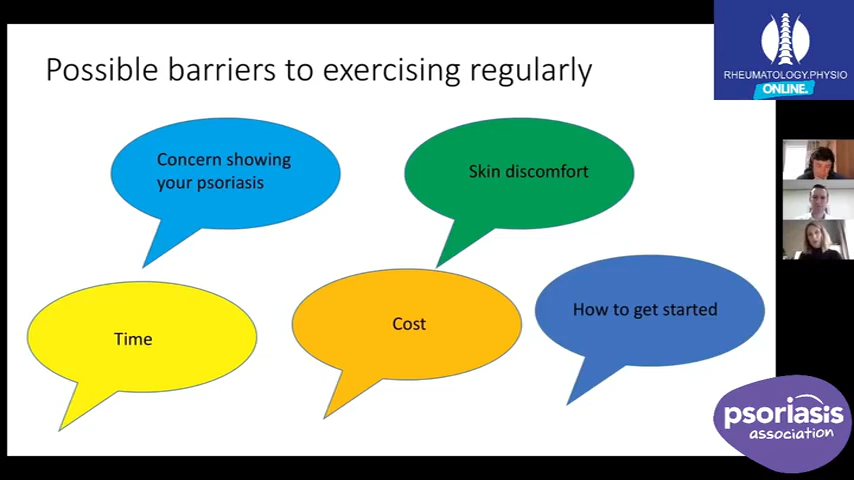 Possible barriers to exercising regularly
RHEUMATOLOGY.PHYSIO
ONLINE.
Concern showing
your psoriasis
Skin discomfort
Time
Cost
How to get started
psoriasis
association